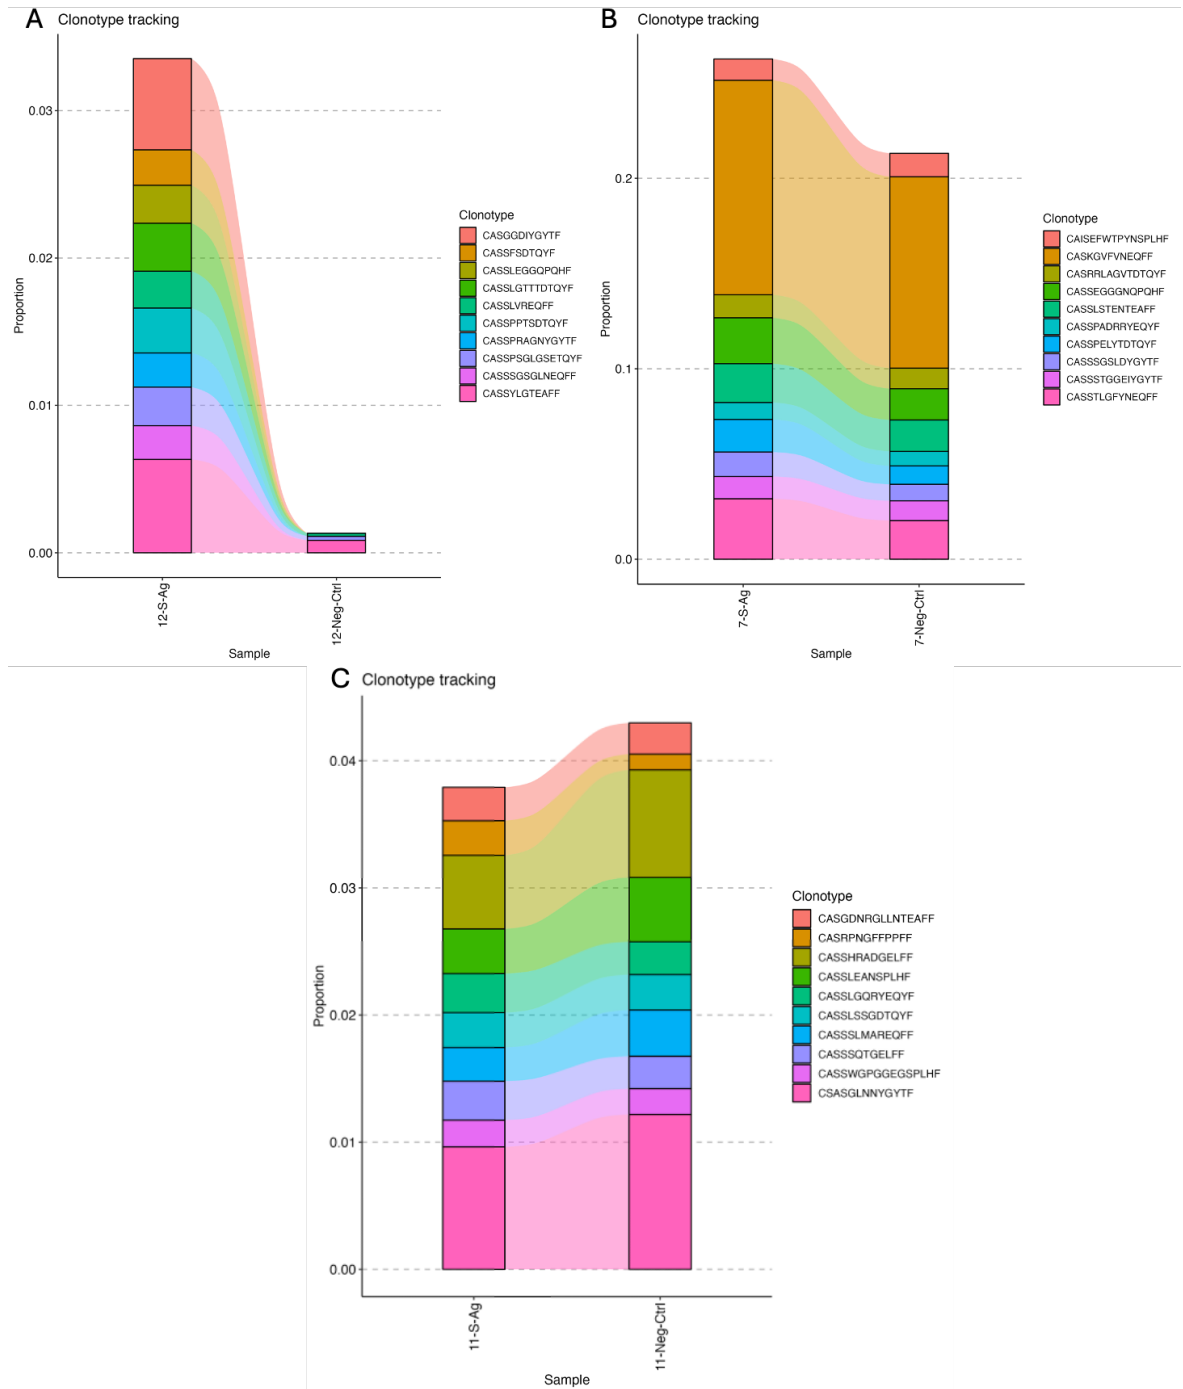 A
Clonotype tracking
Proportion
0.03
0.02
0.01
0.00
12-S-Ag
12-Neg-Ctrl
Sample
Clonotype
CASGGDIYGYTF
CASSFSDTQYF
CASSLEGGQPQHF
CASSLGTTTDTQYF
CASSLVREQFF
CASSPPTSDTQYF
CASSPRAGNYGYTF
CASSPSGLGSETQYF
CASSSGSGLNEQFF
CASSYLGTEAFF
B
Clonotype tracking
Proportion
0.2
0.1
0.0
7-S-Ag
7-Neg-Ctrl
Sample
Clonotype
CAISEFWTPYNSPLHF
CASKGVFVNEQFF
CASRRLAGVTDTQYF
CASSEGGGNQPQHF
CASSLSTENTEAFF
CASSPADRRYEQYF
CASSPELYTDTQYF
CASSSGSLDYGYTF
CASSSTGGEIYGYTF
CASSTLGFYNEQFF
C
Clonotype tracking
Proportion
0.04
0.03
0.02
0.01
0.00
11-S-Ag
11-Neg-Ctrl
Sample
Clonotype
CASGDNRGLLNTEAFF
CASRPNGFFPPFF
CASSHRADGELFF
CASSLEANSPLHF
CASSLGQRYEQYF
CASSLSSGDTQYF
CASSSLMAREQFF
CASSSQTGELFF
CASSWGPGGEGSPLHF
CSASGLNNYGYTF